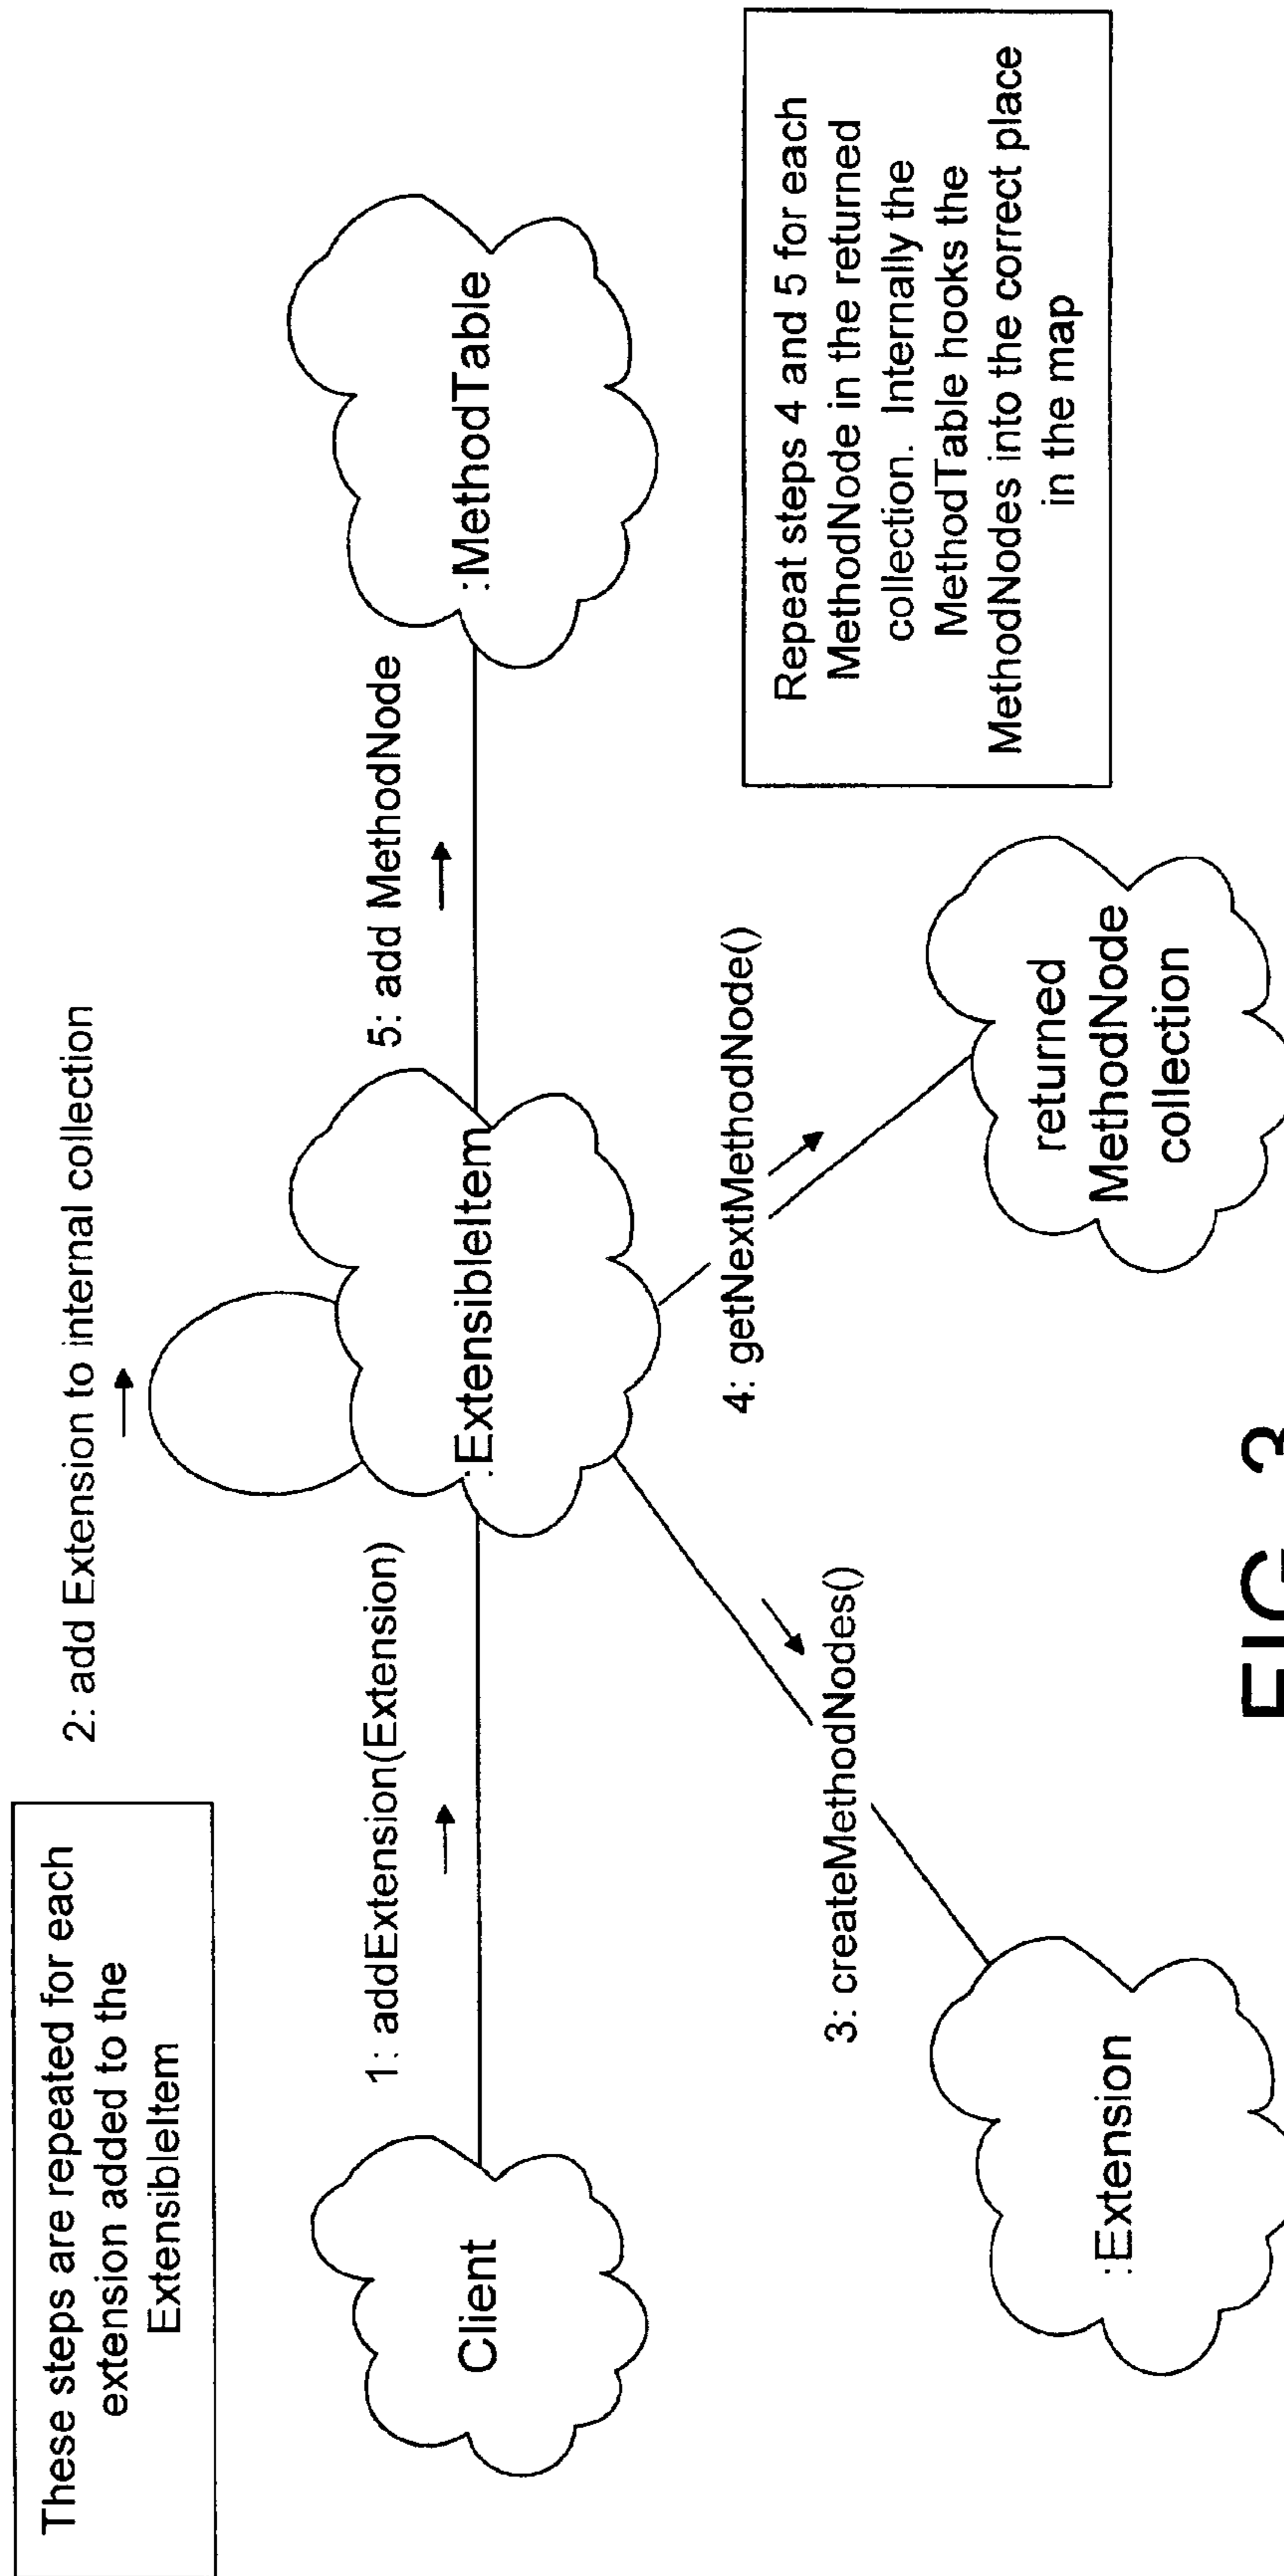 These steps are repeated for each
extension added to the
ExtensibleItem
2: add Extension to internal collection
1: addExtension(Extension)
5: add MethodNode
Client
:ExtensibleItem
:MethodTable
3: createMethodNodes()
4: getNextMethodNode()
Repeat steps 4 and 5 for each
MethodNode in the returned
collection. Internally the
MethodTable hooks the
MethodNodes into the correct place
in the map
:Extension
returned
MethodNode
collection
FIG. 3